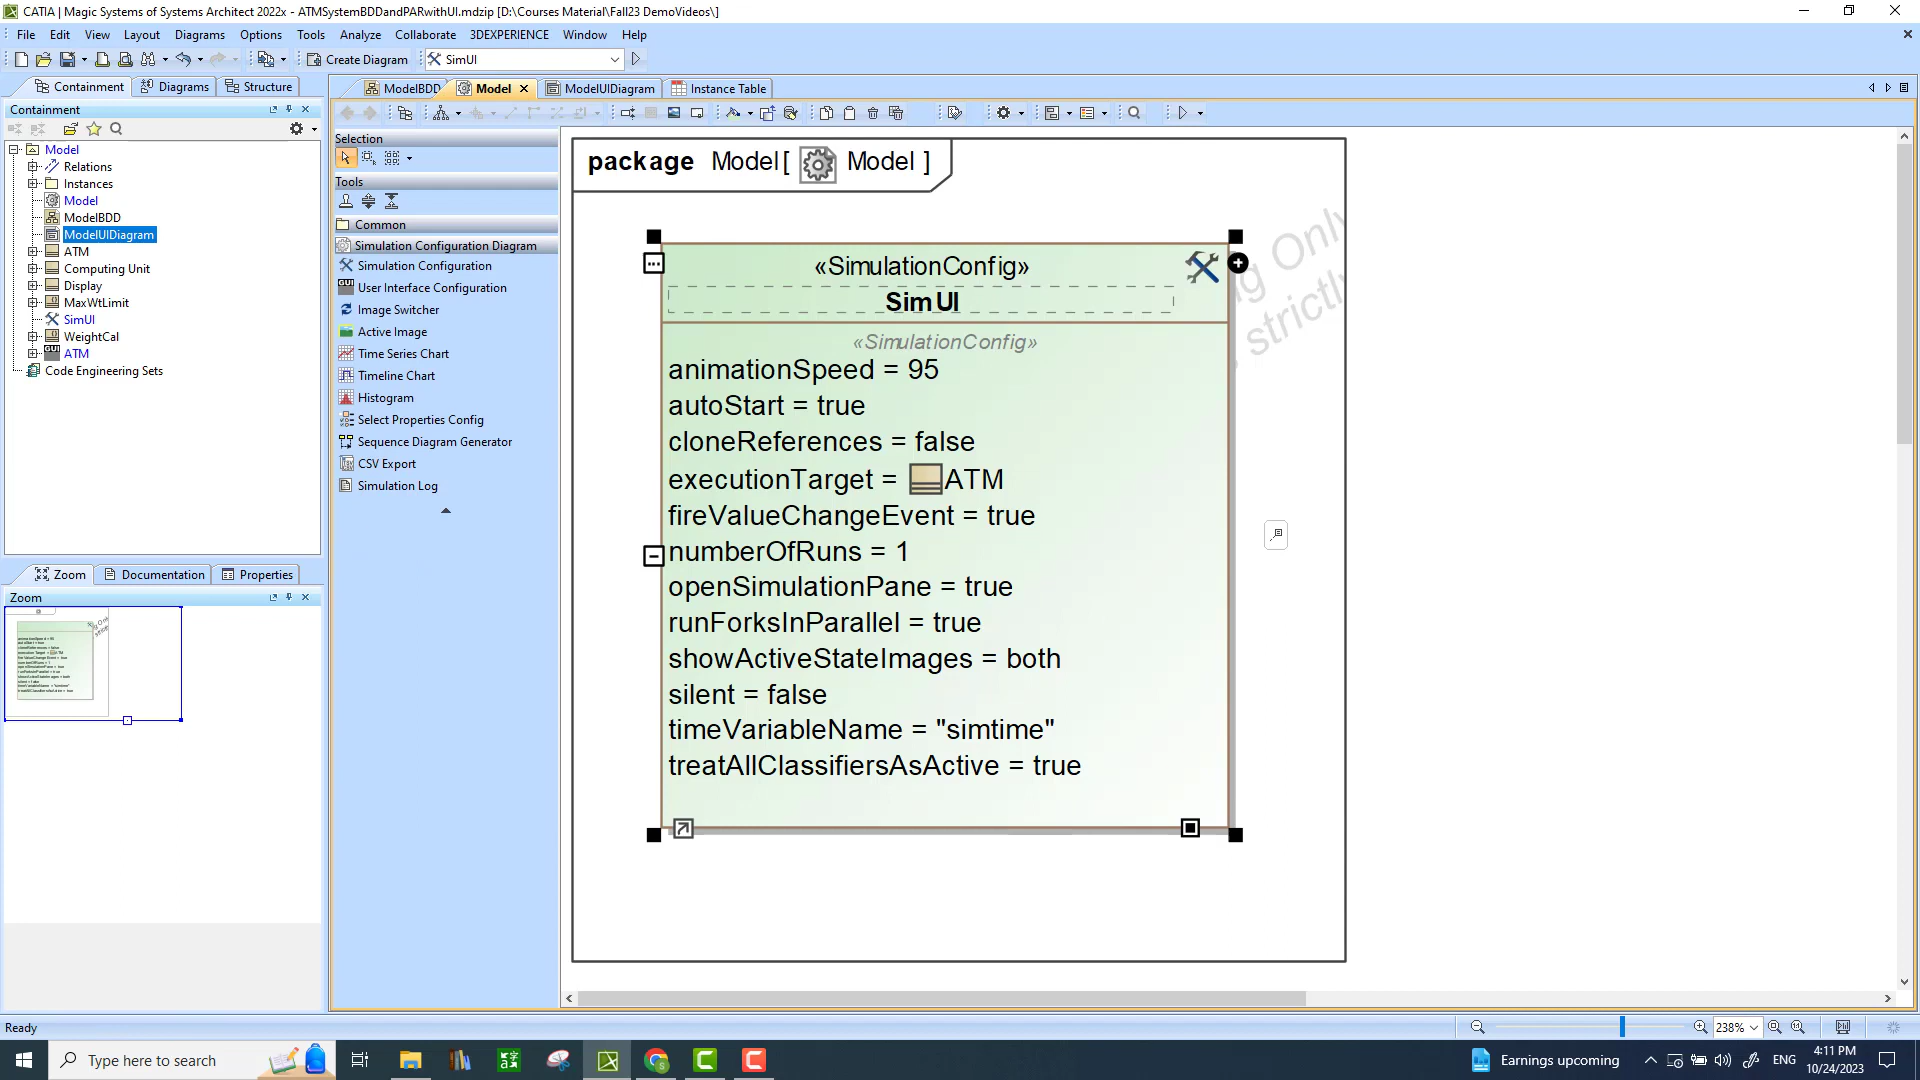 CATIA | Magic Systems of Systems Architect 2022x - ATMSystemBDDandPARwithUI.mdzip [D:\Courses Material\Fall23 DemoVideos\]
File Edit View Layout Diagrams Options Tools Analyze Collaborate 3DEXPERIENCE Window Help
Create Diagram SimUI
Containment Diagrams Structure
ModelBDD Model ModelUIDiagram Instance Table
Containment
Model
Relations
Instances
Model
ModelBDD
ModelUIDiagram
ATM
Computing Unit
Display
MaxWtLimit
SimUI
WeightCal
ATM
Code Engineering Sets
Zoom Documentation Properties
Zoom
Selection
Tools
Common
Simulation Configuration Diagram
Simulation Configuration
User Interface Configuration
Image Switcher
Active Image
Time Series Chart
Timeline Chart
Histogram
Select Properties Config
Sequence Diagram Generator
CSV Export
Simulation Log
package Model[ Model ]
«SimulationConfig»
SimUI
«SimulationConfig»
animationSpeed = 95
autoStart = true
cloneReferences = false
executionTarget = ATM
fireValueChangeEvent = true
numberOfRuns = 1
openSimulationPane = true
runForksInParallel = true
showActiveStateImages = both
silent = false
timeVariableName = "simtime"
treatAllClassifiersAsActive = true
g Only
strictly
Ready
238%
Type here to search
Earnings upcoming
ENG
4:11 PM
10/24/2023